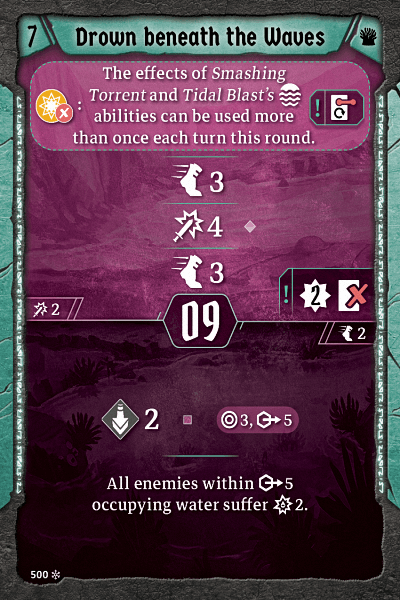 7 Drown beneath the Waves
The effects of Smashing
: Torrent and Tidal Blast's !
abilities can be used more
than once each turn this round.
3
4
3
! 2
2
09
2
2 3, 5
All enemies within 5
occupying water suffer 2.
500